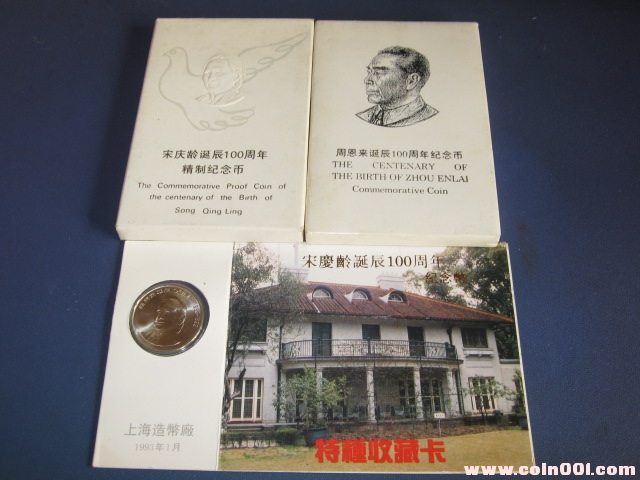 宋庆龄诞辰100周年
精制纪念币
The Commemorative Proof Coin of
the centenary of the Birth of
Song Qing Ling
周恩来诞辰100周年纪念币
THE CENTENARY OF
THE BIRTH OF ZHOU ENLAI
Commemorative Coin
宋慶齡誕辰100周年
上海造幣廠
1993年1月
特種收藏卡
www.coin001.com